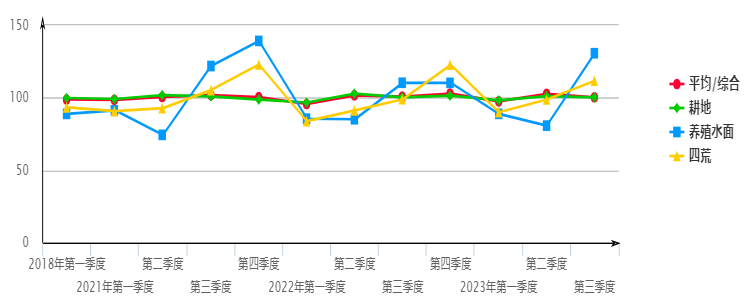 150
100
50
0
平均/综合
耕地
养殖水面
四荒
2018年第一季度
第二季度
第四季度
2022年第一季度
第二季度
第三季度
第四季度
2023年第一季度
第二季度
第三季度
2021年第一季度
第三季度